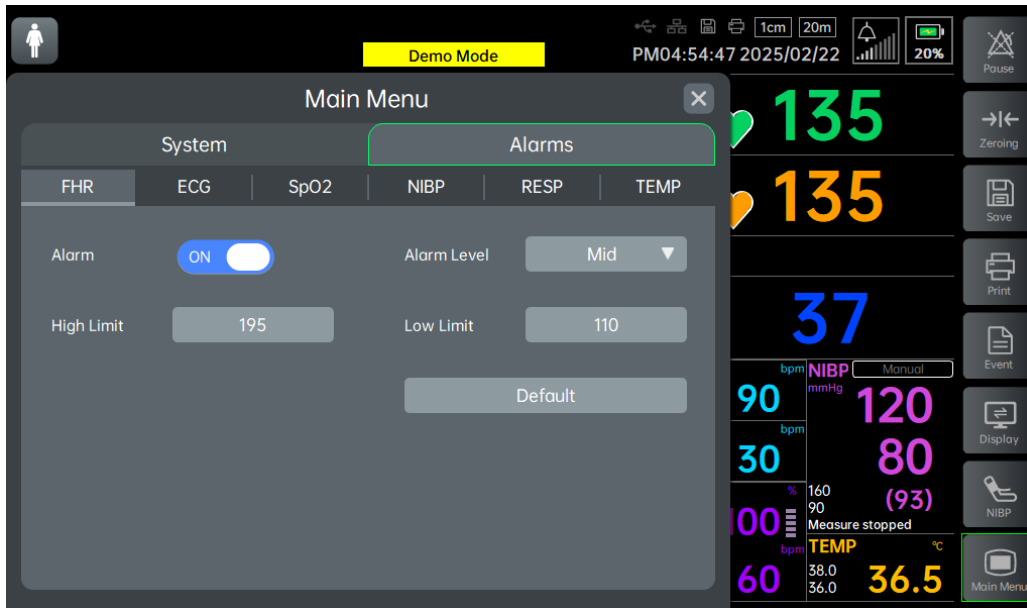 1cm 20m
Demo Mode
PM04:54:47 2025/02/22
20%
Main Menu
System Alarms
FHR ECG SpO2 NIBP RESP TEMP
Alarm ON Alarm Level Mid
High Limit 195 Low Limit 110
Default
135
135
37
bpm
90
bpm
30
%
00
bpm
60
NIBP Manual
mmHg
120
80
160
90
(93)
Measure stopped
TEMP °C
38.0
36.0
36.5
Pause
Zeroing
Save
Print
Event
Display
NIBP
Main Menu